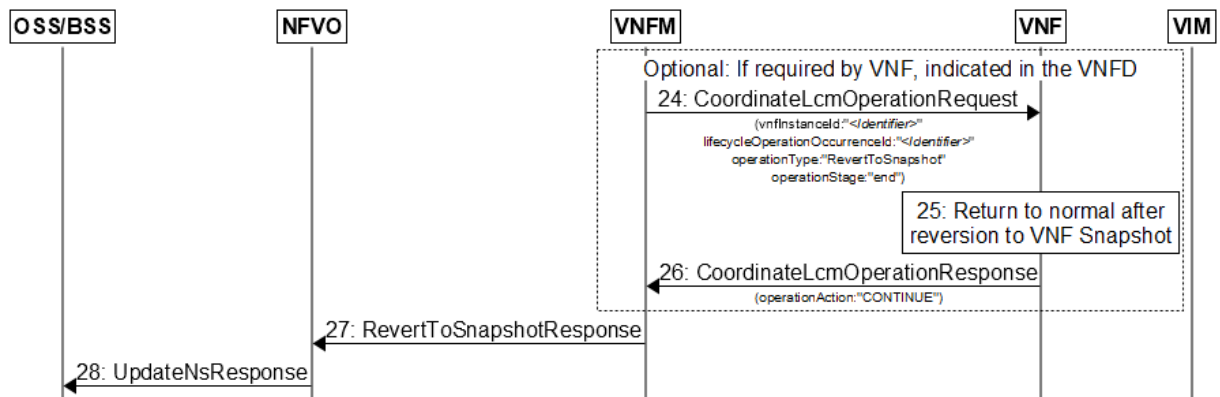 OSS/BSS NFVO VNFM VNF VIM
Optional: If required by VNF, indicated in the VNFD
24: CoordinateLcmOperationRequest
(vnfInstanceId:"<Identifier>"
lifecycleOperationOccurrenceId:"<Identifier>"
operationType:"RevertToSnapshot"
operationStage:"end")
25: Return to normal after
reversion to VNF Snapshot
26: CoordinateLcmOperationResponse
(operationAction:"CONTINUE")
27: RevertToSnapshotResponse
28: UpdateNsResponse